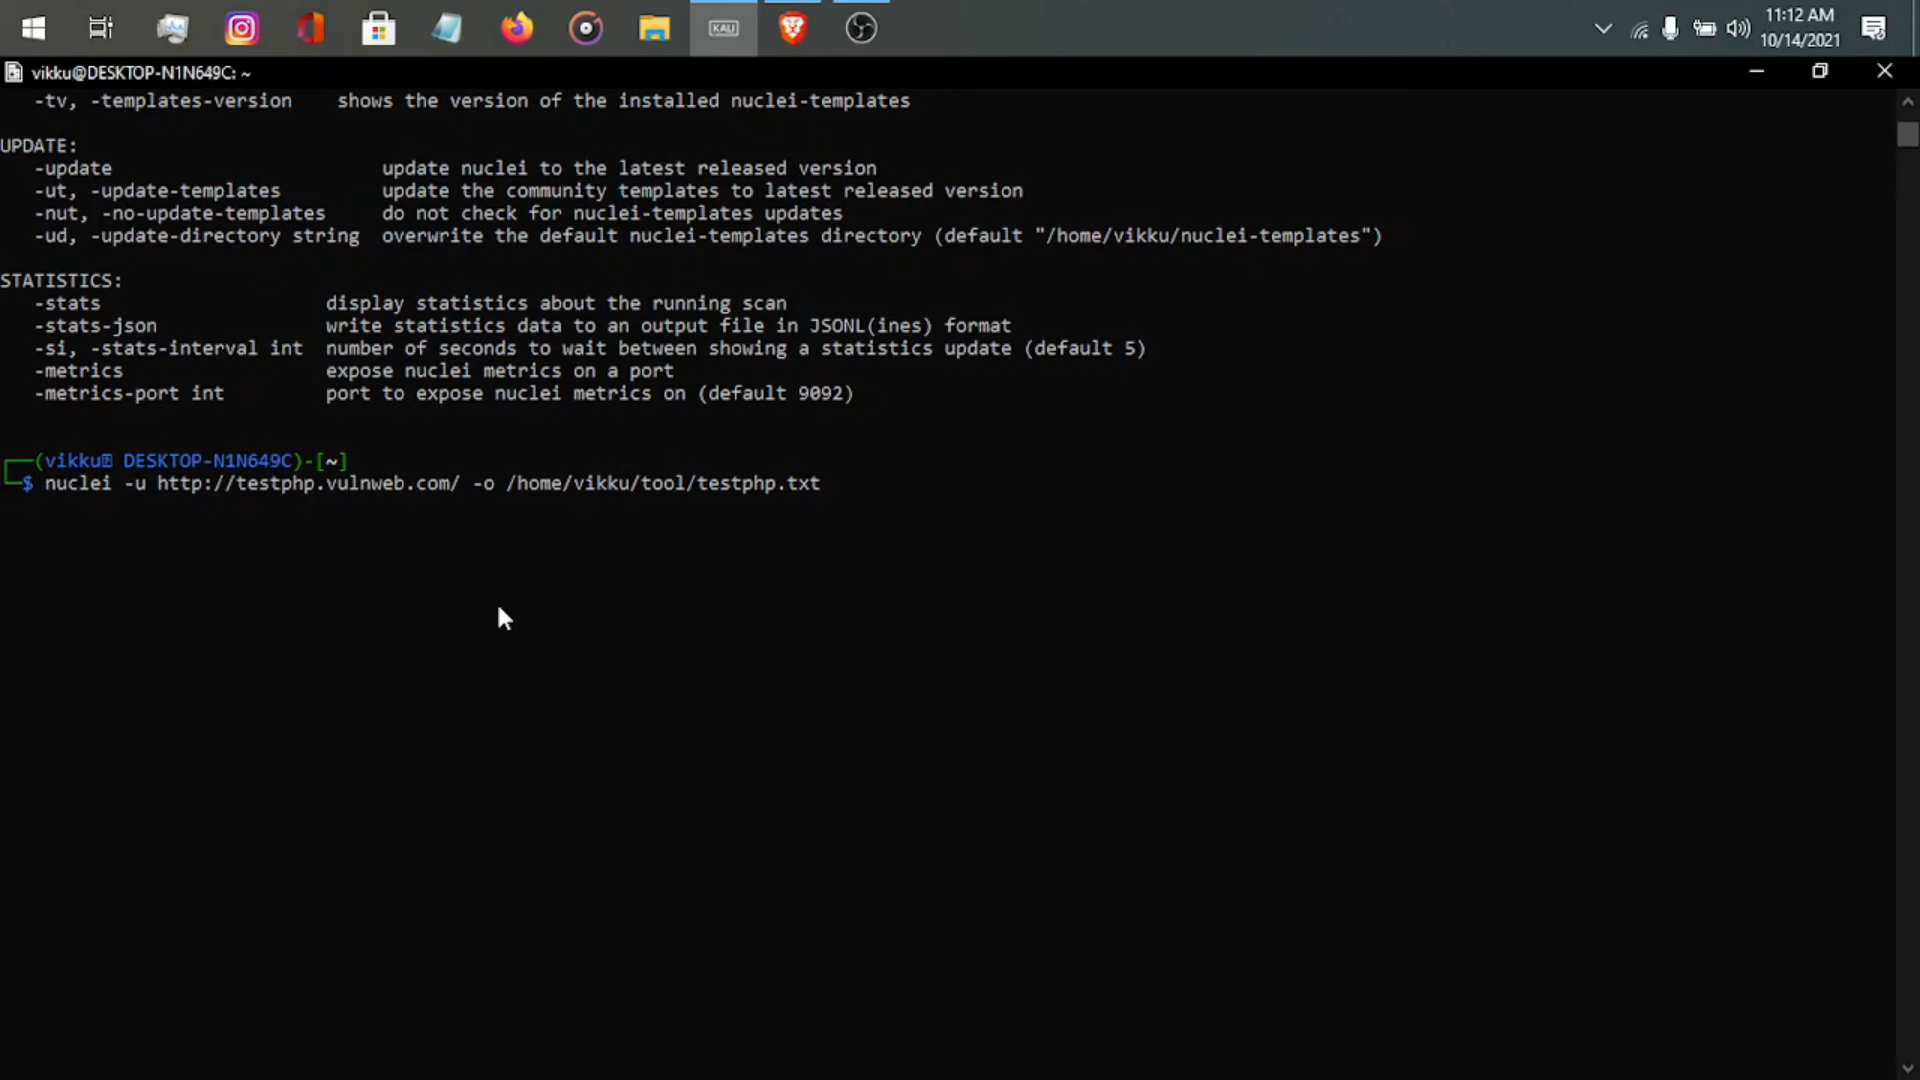 KALI
11:12 AM
10/14/2021
vikku@DESKTOP-N1N649C: ~
-tv, -templates-version    shows the version of the installed nuclei-templates
UPDATE:
-update                        update nuclei to the latest released version
-ut, -update-templates         update the community templates to latest released version
-nut, -no-update-templates     do not check for nuclei-templates updates
-ud, -update-directory string  overwrite the default nuclei-templates directory (default "/home/vikku/nuclei-templates")
STATISTICS:
-stats                    display statistics about the running scan
-stats-json               write statistics data to an output file in JSONL(ines) format
-si, -stats-interval int  number of seconds to wait between showing a statistics update (default 5)
-metrics                  expose nuclei metrics on a port
-metrics-port int         port to expose nuclei metrics on (default 9092)
┌──(vikku⍰ DESKTOP-N1N649C)-[~]
└─$ nuclei -u http://testphp.vulnweb.com/ -o /home/vikku/tool/testphp.txt